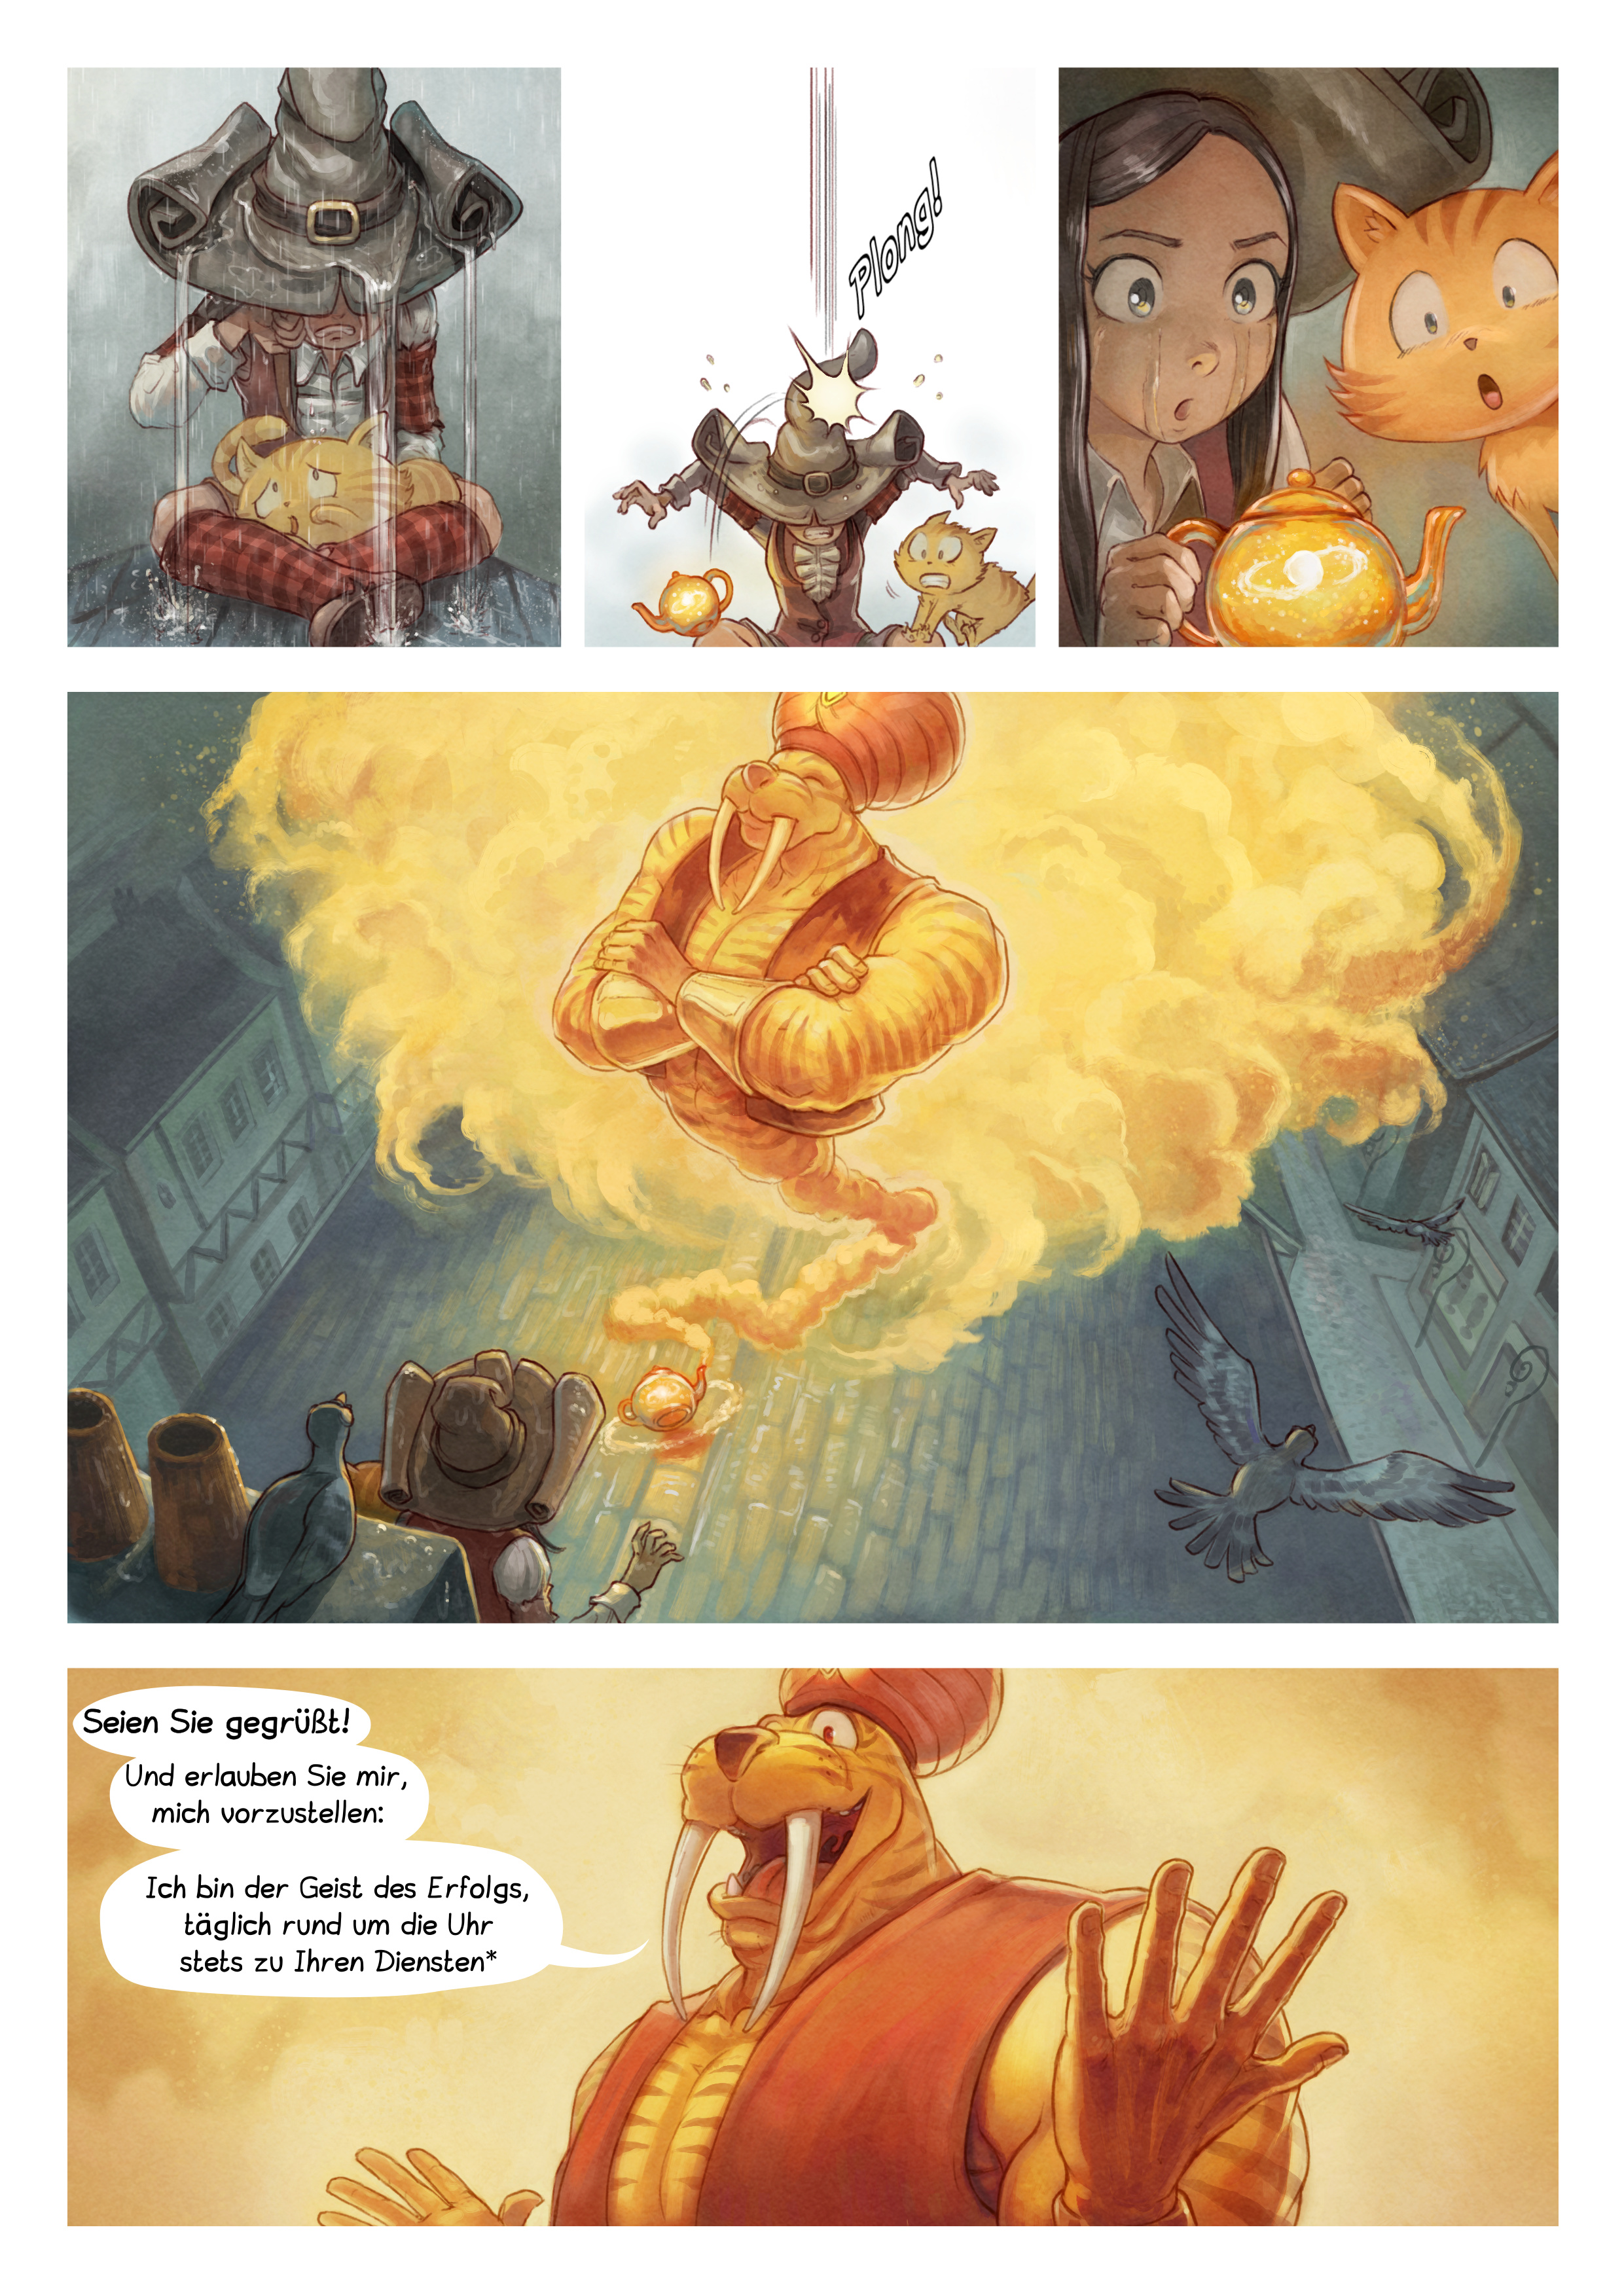 Plong!
Seien Sie gegrüßt!
Und erlauben Sie mir,
mich vorzustellen:
Ich bin der Geist des Erfolgs,
täglich rund um die Uhr
stets zu Ihren Diensten*